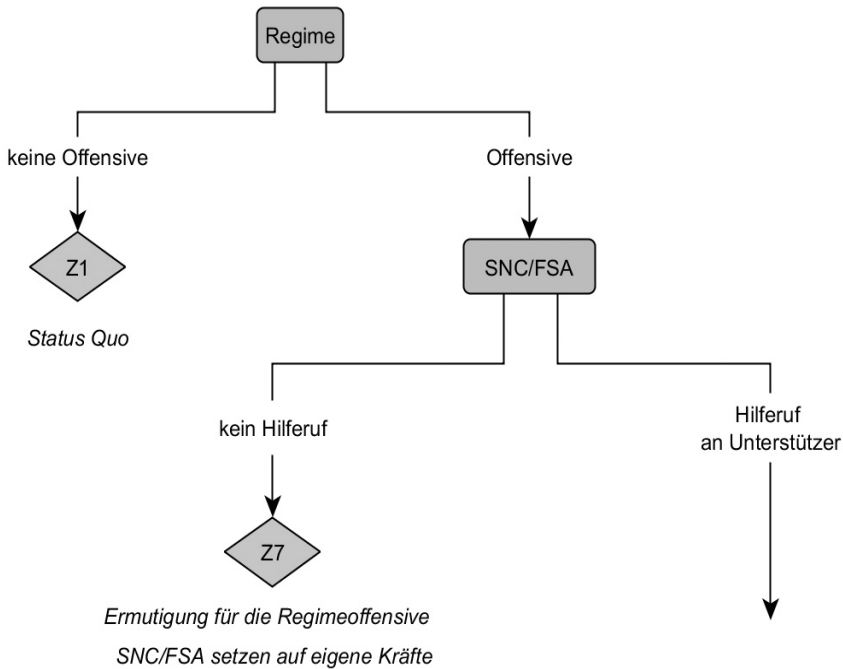 Regime
keine Offensive
Offensive
Z1
SNC/FSA
Status Quo
kein Hilferuf
Hilferuf
an Unterstützer
Z7
Ermutigung für die Regimeoffensive
SNC/FSA setzen auf eigene Kräfte